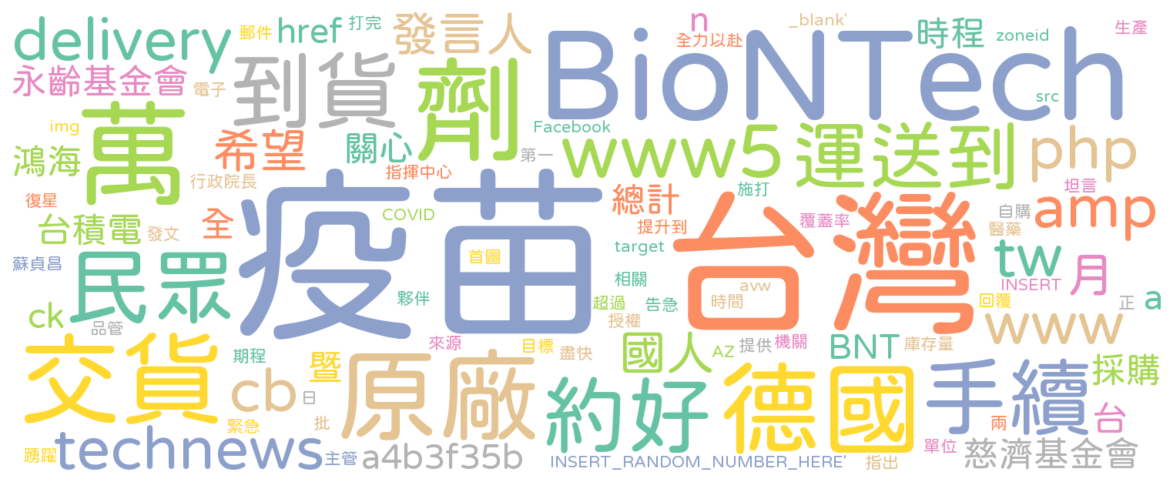 delivery
郵件
href
打完
發言人
n
_blank'
全力以赴
時程
zoneid
生產
永齡基金會
電子
到貨
劑
BioNTech
src
img
萬
鴻海
希望
關心
Facebook
指揮中心
第一
www5
運送到
php
行政院長
復星
台積電
發文
全
疫苗
COVID
總計
提升到
target
施打
台灣
覆蓋率
坦言
自購
醫藥
amp
蘇貞昌
民眾
首圖
夥伴
相關
超過
告急
授權
avw
時間
tw
INSERT
月
回覆
正
a
ck
品管
www
交貨
期程
暨
來源
目標
盡快
國人
AZ
提供
機關
BNT
庫存量
cb
日
原廠
約好
德國
手續
採購
兩
台
緊急
批
踴躍
technews
主管
a4b3f35b
INSERT_RANDOM_NUMBER_HERE'
指出
單位
慈濟基金會